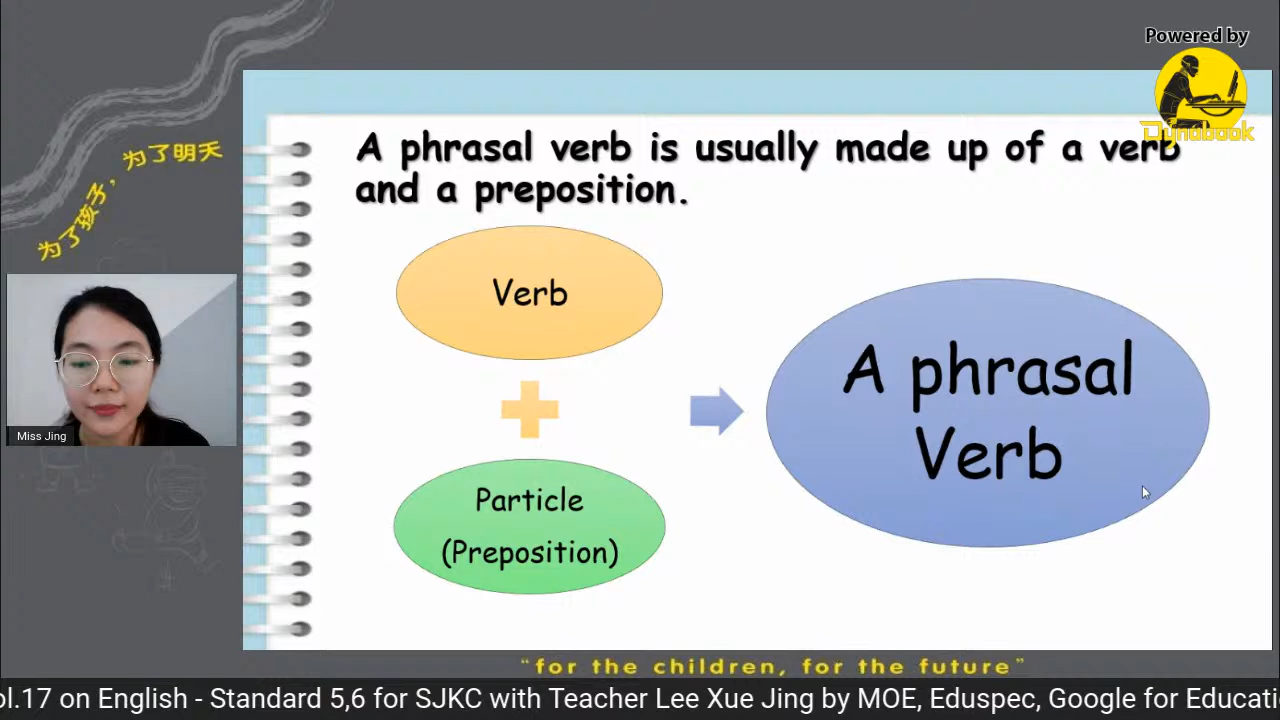 Powered by
Dynabook
为了孩子，为了明天
A phrasal verb is usually made up of a verb
and a preposition.
Verb
Particle
(Preposition)
A phrasal
Verb
Miss Jing
“for the children, for the future”
ol.17 on English - Standard 5,6 for SJKC with Teacher Lee Xue Jing by MOE, Eduspec, Google for Educati